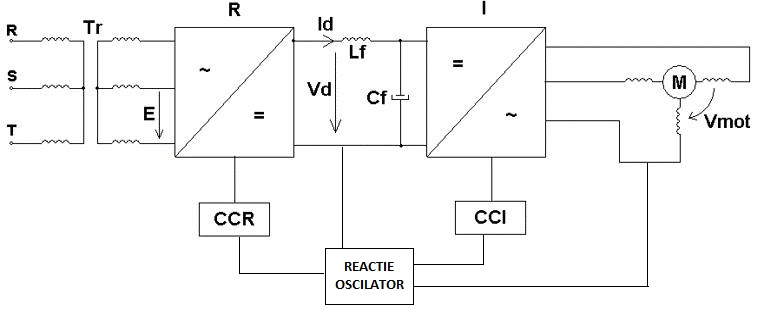 R
I
R
Tr
Id
Lf
S
~
=
E
=
Vd
Cf
~
M
Vmot
T
CCR
CCI
REACTIE
OSCILATOR